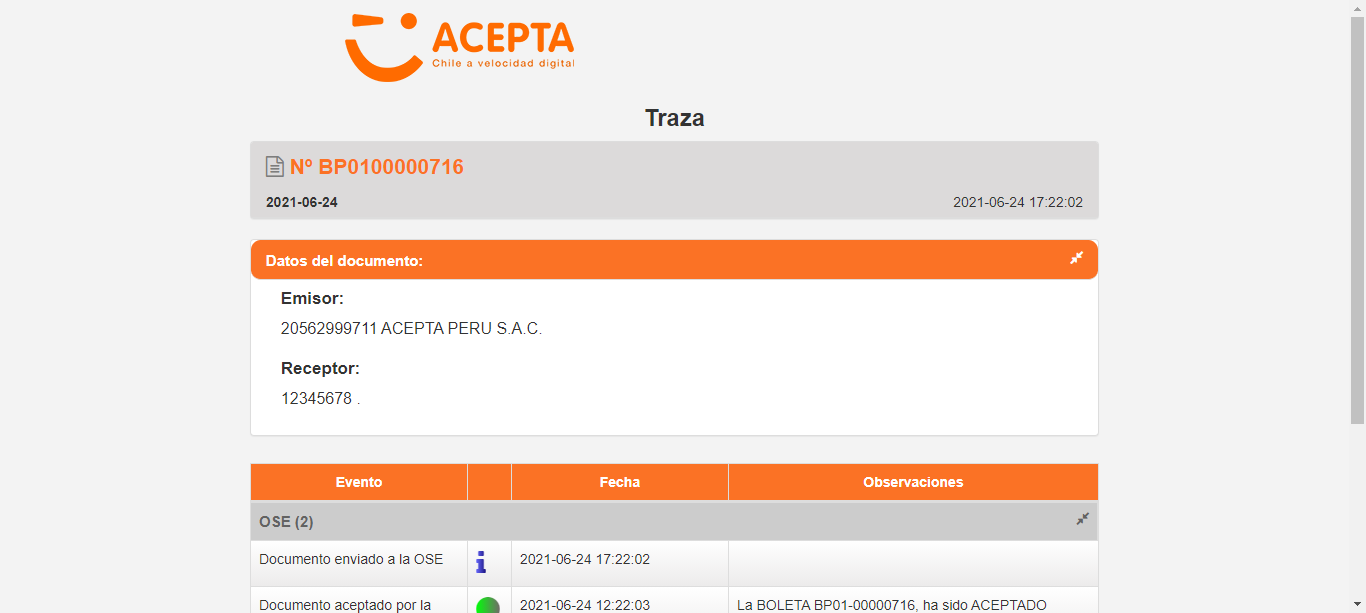 ACEPTA
Chile a velocidad digital
Traza
Nº BP0100000716
2021-06-24 2021-06-24 17:22:02
Datos del documento:
Emisor:
20562999711 ACEPTA PERU S.A.C.
Receptor:
12345678 .
Evento Fecha Observaciones
OSE (2)
Documento enviado a la OSE 2021-06-24 17:22:02
Documento aceptado por la 2021-06-24 12:22:03 La BOLETA BP01-00000716, ha sido ACEPTADO